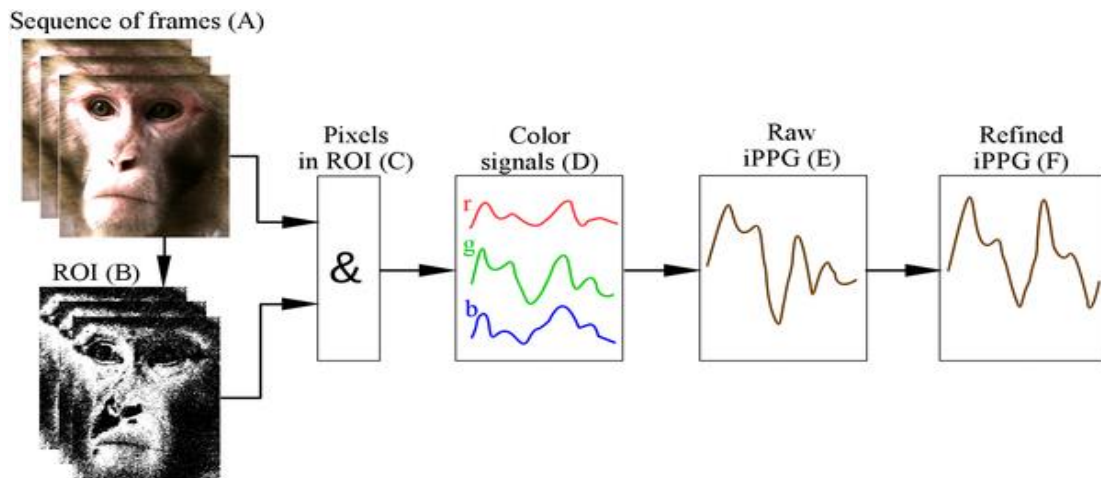 Sequence of frames (A)
ROI (B)
Pixels
in ROI (C)
&
Color
signals (D)
r
g
b
Raw
iPPG (E)
Refined
iPPG (F)